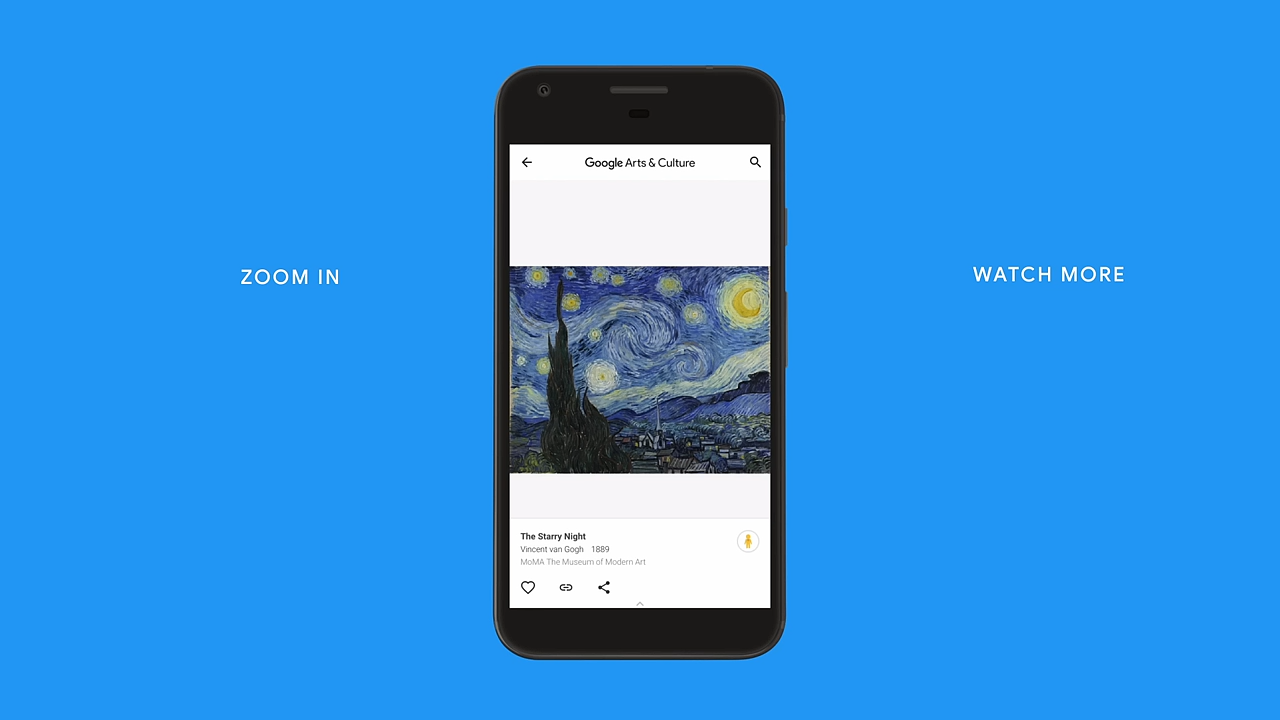 ZOOM IN
Google Arts & Culture
The Starry Night
Vincent van Gogh 1889
MoMA The Museum of Modern Art
WATCH MORE